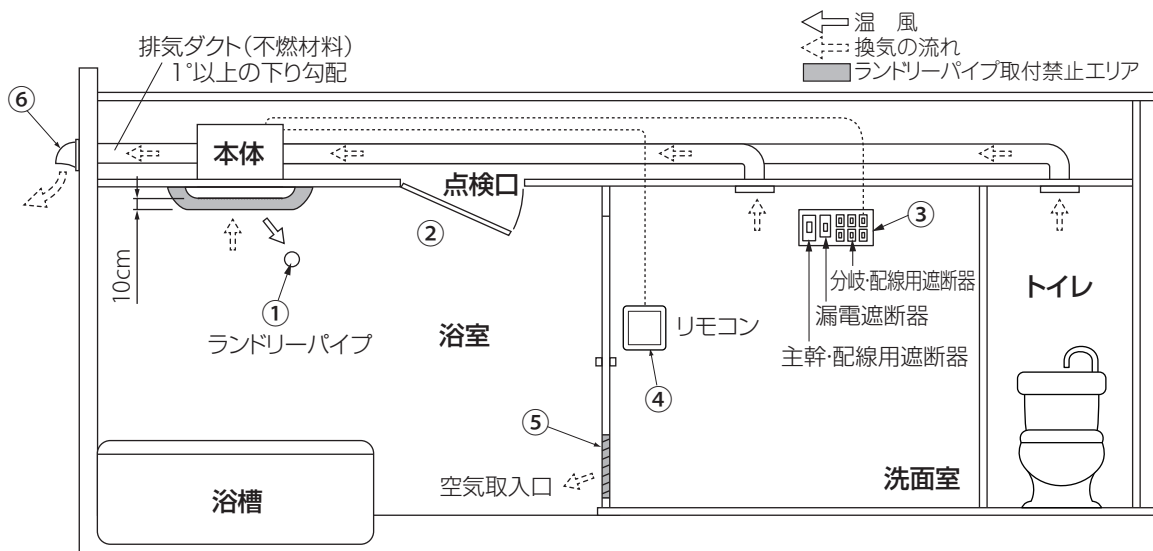 温　風
換気の流れ
ランドリーパイプ取付禁止エリア
排気ダクト(不燃材料)
1°以上の下り勾配
⑥
本体
点検口
②
③
10cm
①
ランドリーパイプ
浴室
リモコン
④
分岐・配線用遮断器
漏電遮断器
主幹・配線用遮断器
トイレ
⑤
空気取入口
洗面室
浴槽